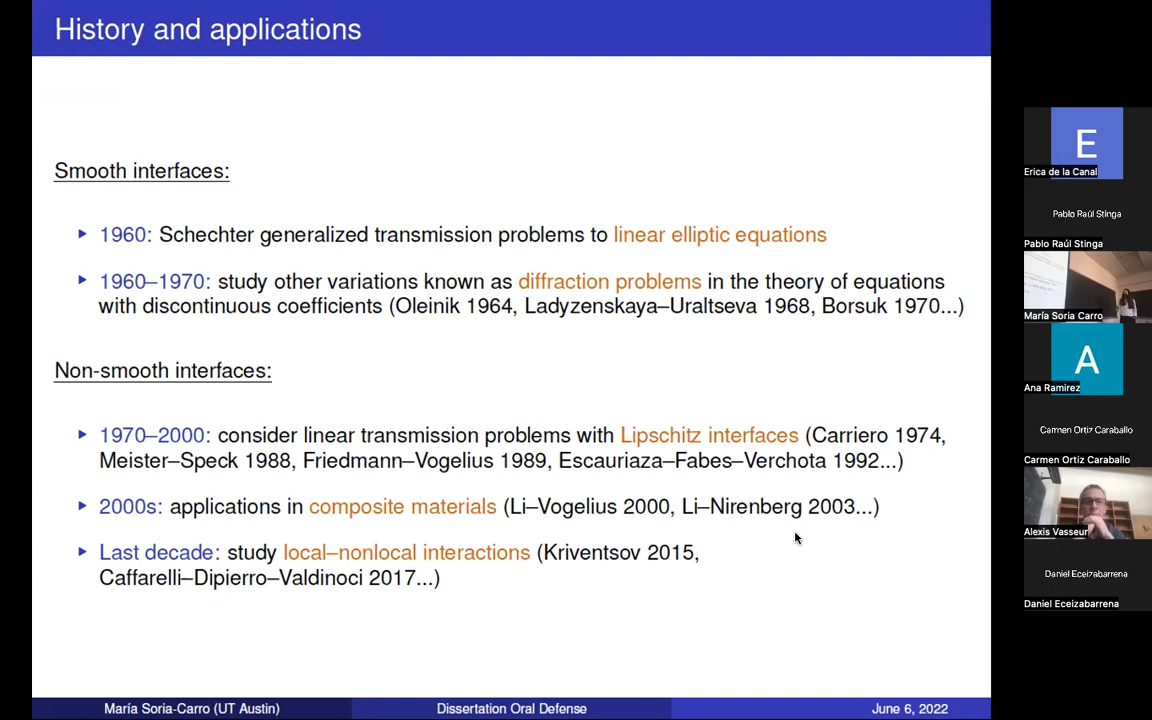 History and applications
Smooth interfaces:
1960: Schechter generalized transmission problems to linear elliptic equations
1960–1970: study other variations known as diffraction problems in the theory of equations
with discontinuous coefficients (Oleinik 1964, Ladyzenskaya–Uraltseva 1968, Borsuk 1970...)
Non-smooth interfaces:
1970–2000: consider linear transmission problems with Lipschitz interfaces (Carriero 1974,
Meister–Speck 1988, Friedmann–Vogelius 1989, Escauriaza–Fabes–Verchota 1992...)
2000s: applications in composite materials (Li–Vogelius 2000, Li–Nirenberg 2003...)
Last decade: study local–nonlocal interactions (Kriventsov 2015,
Caffarelli–Dipierro–Valdinoci 2017...)
María Soria-Carro (UT Austin)
Dissertation Oral Defense
June 6, 2022
E
Erica de la Canal
Pablo Raúl Stinga
Pablo Raúl Stinga
María Soria Carro
A
Ana Ramirez
Carmen Ortiz Caraballo
Carmen Ortiz Caraballo
Alexis Vasseur
Daniel Eceizabarrena
Daniel Eceizabarrena